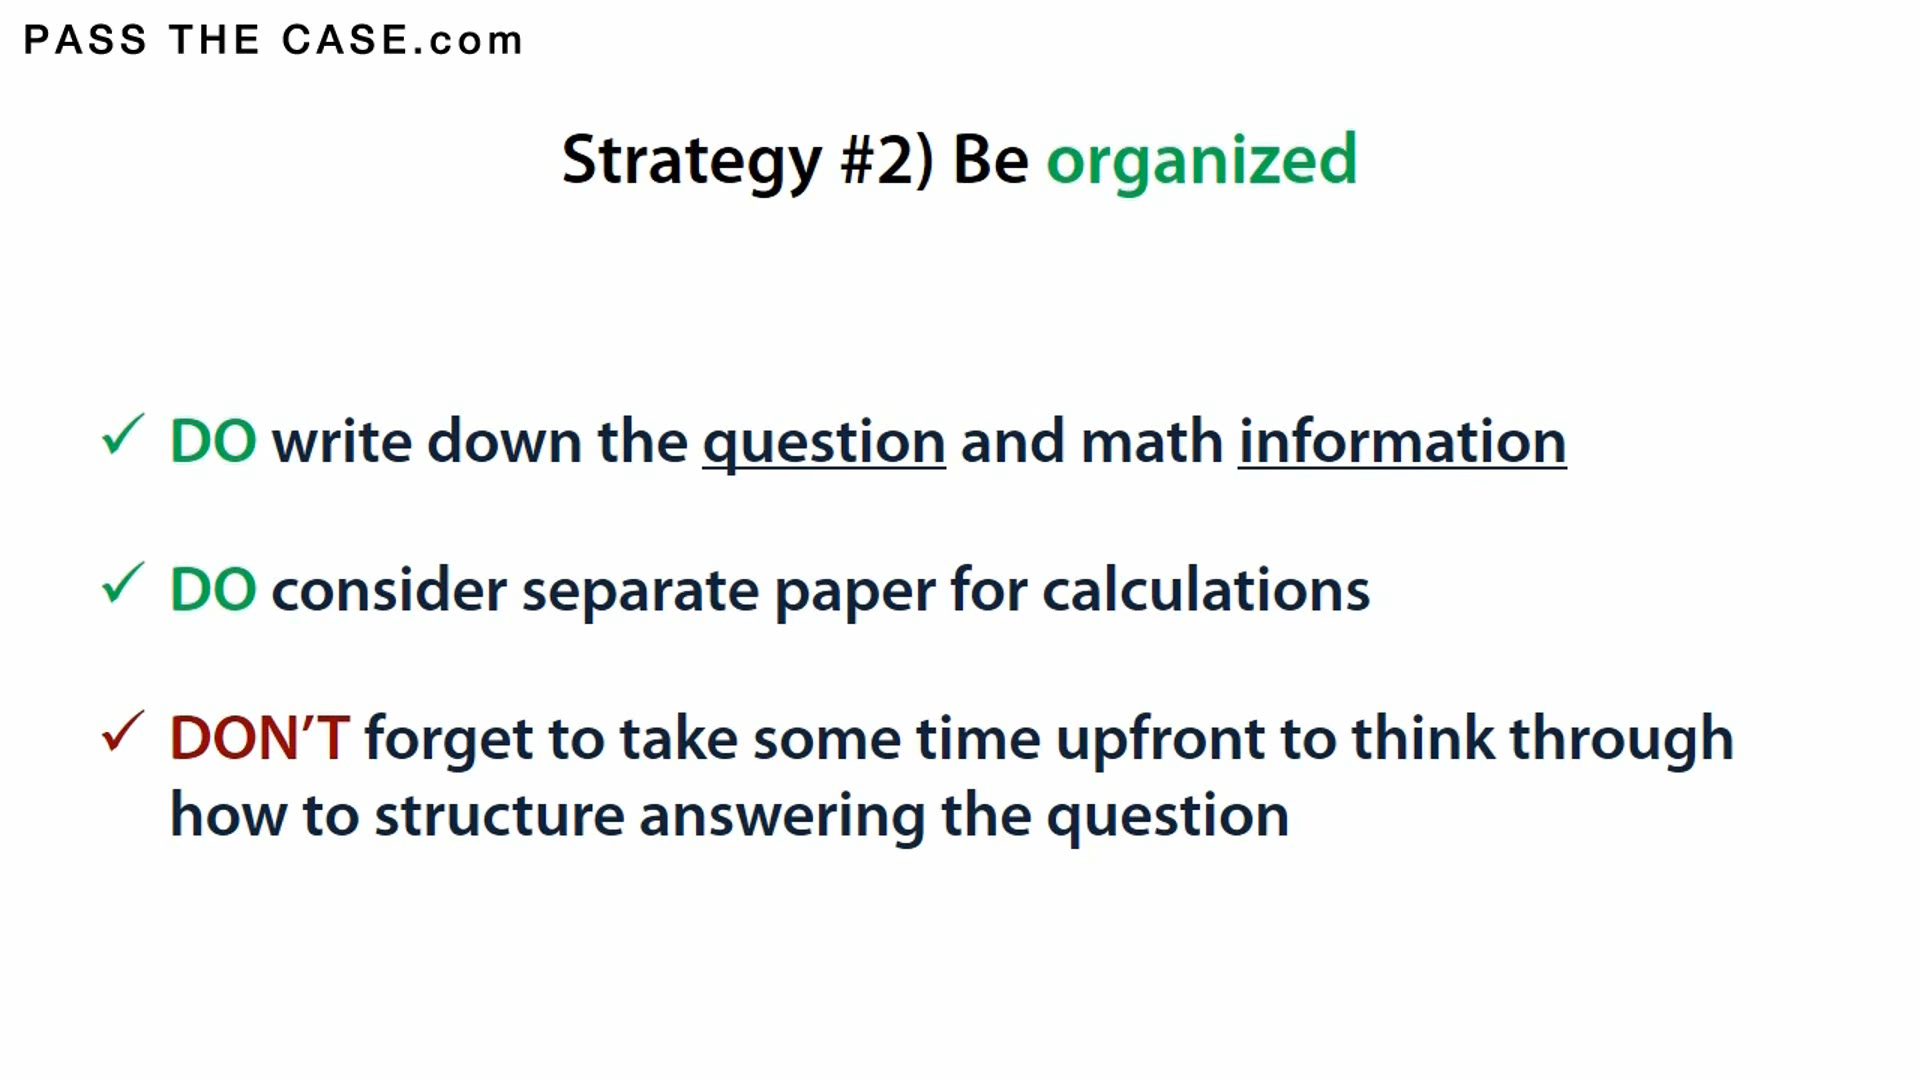 PASS THE CASE.com
Strategy #2) Be organized
✓ DO write down the question and math information
✓ DO consider separate paper for calculations
✓ DON’T forget to take some time upfront to think through
how to structure answering the question